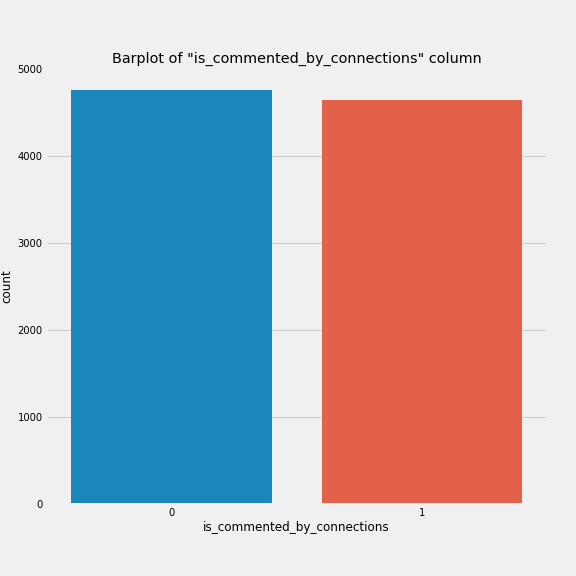 Barplot of "is_commented_by_connections" column
5000
4000
3000
2000
1000
0
count
0
1
is_commented_by_connections